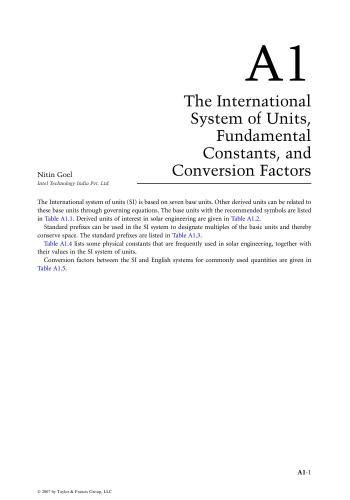 A1
The International
System of Units,
Fundamental
Constants, and
Conversion Factors
Nitin Goel
Intel Technology India Pvt. Ltd.
The International system of units (SI) is based on seven base units. Other derived units can be related to
these base units through governing equations. The base units with the recommended symbols are listed
in Table A1.1. Derived units of interest in solar engineering are given in Table A1.2.
Standard prefixes can be used in the SI system to designate multiples of the basic units and thereby
conserve space. The standard prefixes are listed in Table A1.3.
Table A1.4 lists some physical constants that are frequently used in solar engineering, together with
their values in the SI system of units.
Conversion factors between the SI and English systems for commonly used quantities are given in
Table A1.5.
A1-1
© 2007 by Taylor & Francis Group, LLC